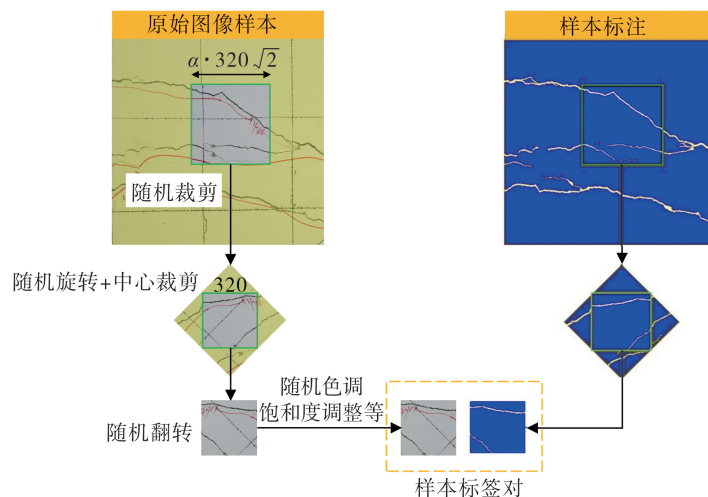 原始图像样本
样本标注
α·320√2
随机裁剪
随机旋转+中心裁剪
320
随机色调
饱和度调整等
随机翻转
样本标签对